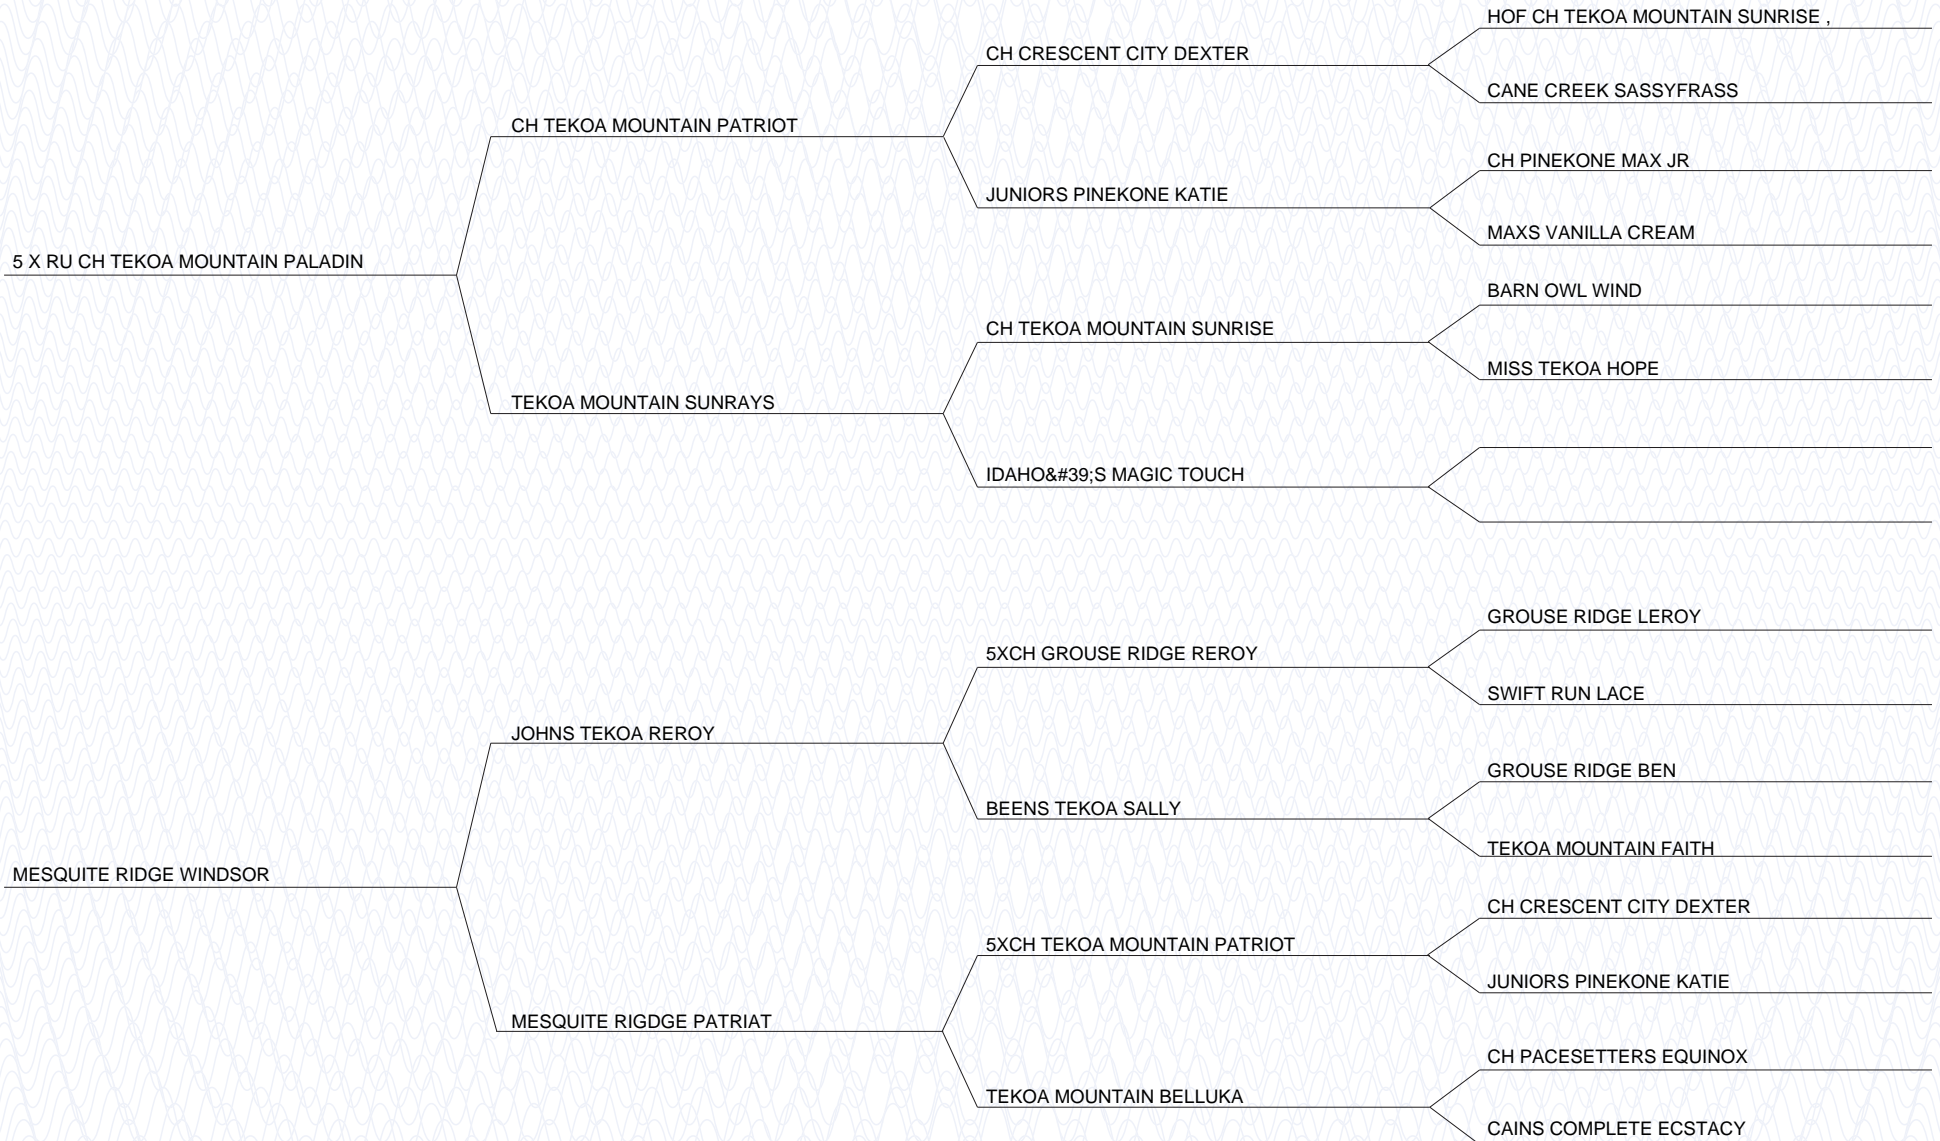 HOF CH TEKOA MOUNTAIN SUNRISE ,
CH CRESCENT CITY DEXTER
CANE CREEK SASSYFRASS
CH TEKOA MOUNTAIN PATRIOT
CH PINEKONE MAX JR
JUNIORS PINEKONE KATIE
MAXS VANILLA CREAM
5 X RU CH TEKOA MOUNTAIN PALADIN
BARN OWL WIND
CH TEKOA MOUNTAIN SUNRISE
MISS TEKOA HOPE
TEKOA MOUNTAIN SUNRAYS
IDAHO&#39;S MAGIC TOUCH
GROUSE RIDGE LEROY
5XCH GROUSE RIDGE REROY
SWIFT RUN LACE
JOHNS TEKOA REROY
GROUSE RIDGE BEN
BEENS TEKOA SALLY
TEKOA MOUNTAIN FAITH
MESQUITE RIDGE WINDSOR
CH CRESCENT CITY DEXTER
5XCH TEKOA MOUNTAIN PATRIOT
JUNIORS PINEKONE KATIE
MESQUITE RIGDGE PATRIAT
CH PACESETTERS EQUINOX
TEKOA MOUNTAIN BELLUKA
CAINS COMPLETE ECSTACY